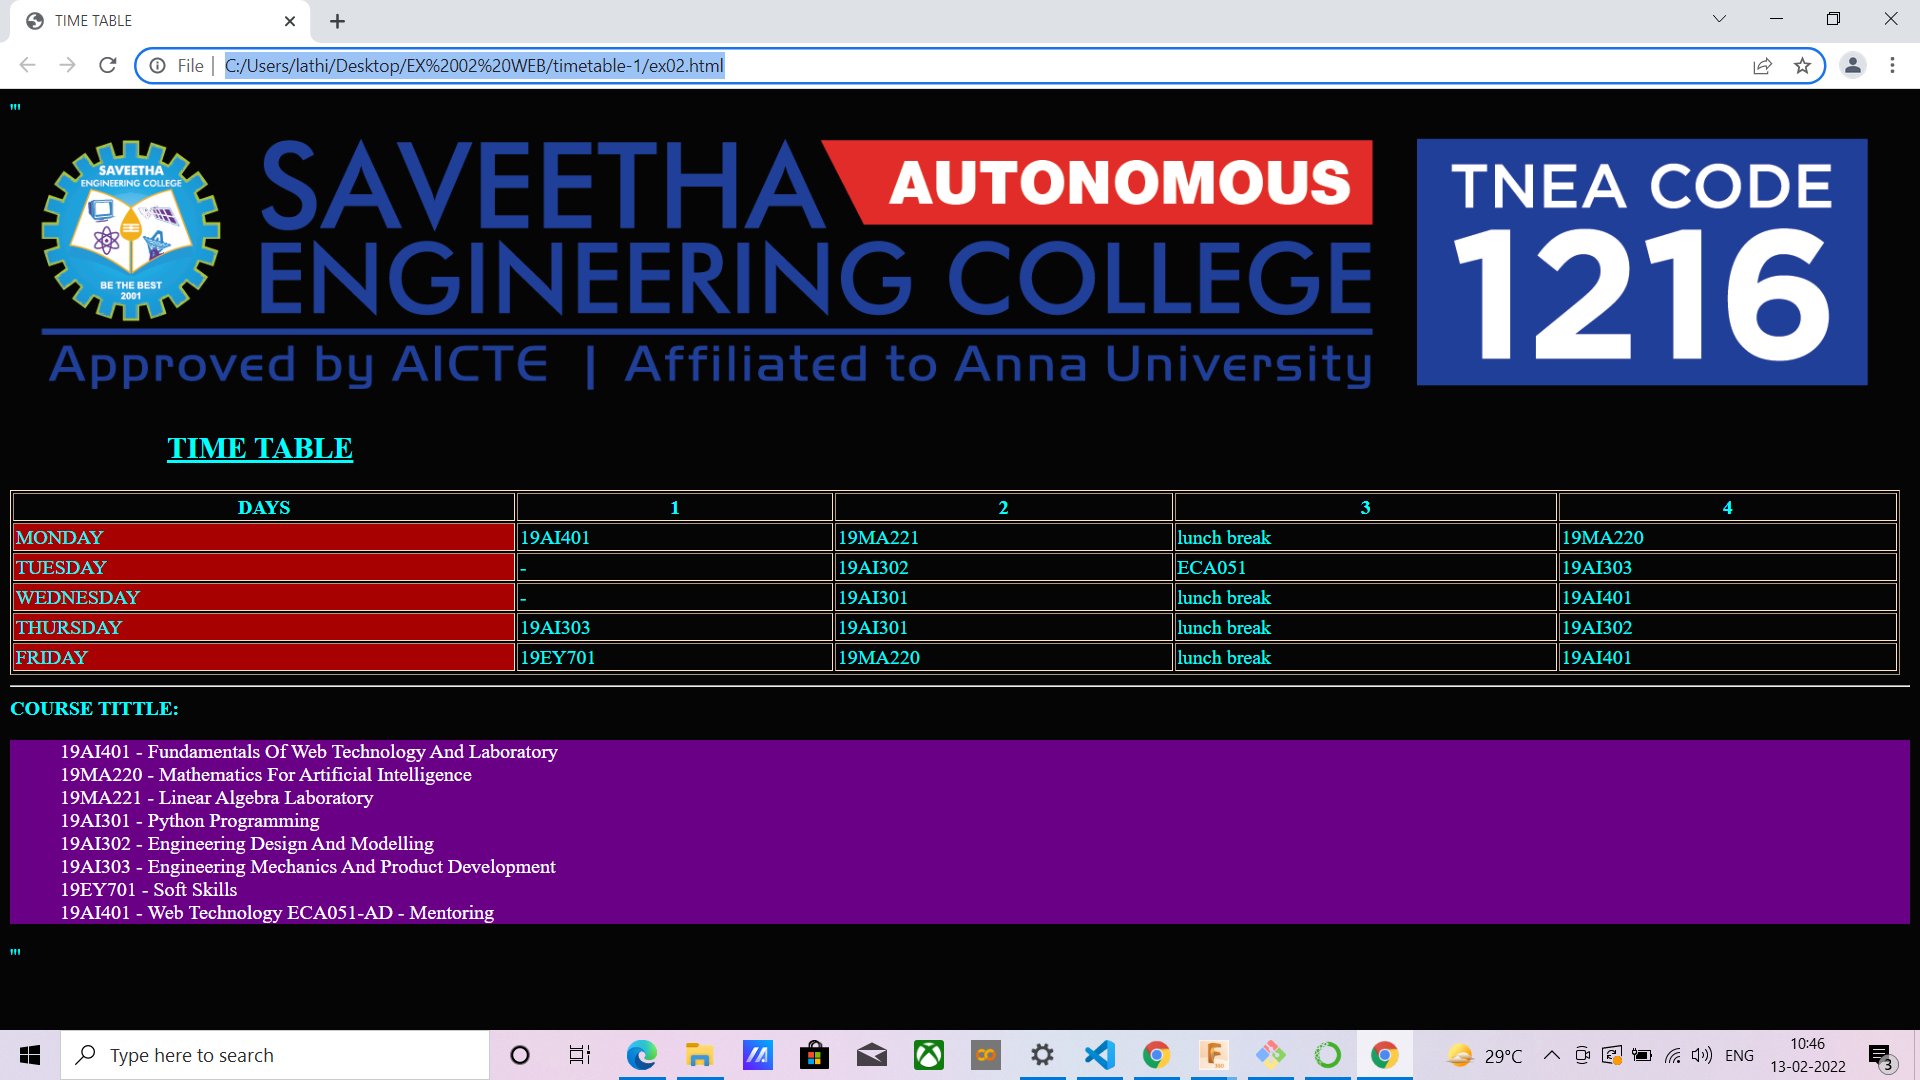 TIME TABLE
File | C:/Users/lathi/Desktop/EX%2002%20WEB/timetable-1/ex02.html
'''
SAVEETHA
ENGINEERING COLLEGE
BE THE BEST
2001
SAVEETHA AUTONOMOUS
ENGINEERING COLLEGE
Approved by AICTE | Affiliated to Anna University
TNEA CODE
1216
TIME TABLE
DAYS 1 2 3 4
MONDAY 19AI401 19MA221 lunch break 19MA220
TUESDAY - 19AI302 ECA051 19AI303
WEDNESDAY - 19AI301 lunch break 19AI401
THURSDAY 19AI303 19AI301 lunch break 19AI302
FRIDAY 19EY701 19MA220 lunch break 19AI401
COURSE TITTLE:
19AI401 - Fundamentals Of Web Technology And Laboratory
19MA220 - Mathematics For Artificial Intelligence
19MA221 - Linear Algebra Laboratory
19AI301 - Python Programming
19AI302 - Engineering Design And Modelling
19AI303 - Engineering Mechanics And Product Development
19EY701 - Soft Skills
19AI401 - Web Technology ECA051-AD - Mentoring
'''
Type here to search
29°C
ENG
10:46
13-02-2022
3